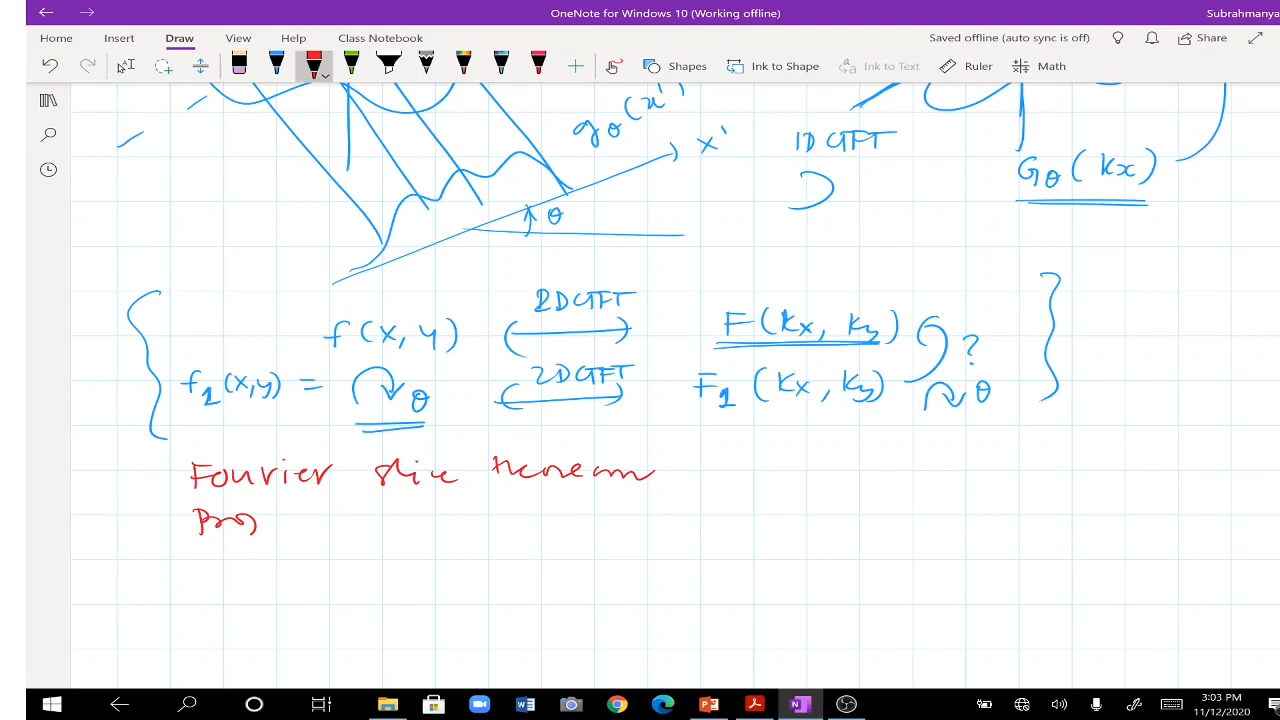 OneNote for Windows 10 (Working offline)
Subrahmanya
Home Insert Draw View Help Class Notebook
Saved offline (auto sync is off) Share
Shapes Ink to Shape Ink to Text Ruler Math
gθ(x')
x'
1D CTFT
Gθ(kx)
θ
2D CTFT
f(x,y) F(kx, ky)
?
2D CTFT
f1(x,y) = θ F1(kx, ky) θ
Fourier slice theorem
Pro
3:03 PM
11/12/2020